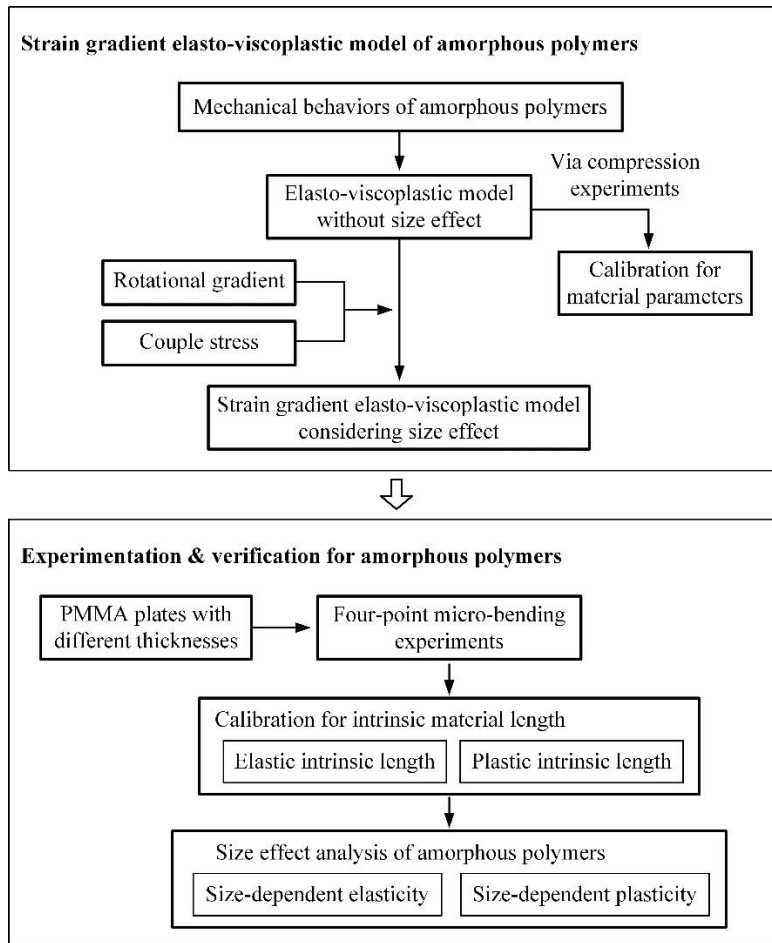 Strain gradient elasto-viscoplastic model of amorphous polymers
Mechanical behaviors of amorphous polymers
Via compression
experiments
Elasto-viscoplastic model
without size effect
Rotational gradient
Calibration for
material parameters
Couple stress
Strain gradient elasto-viscoplastic model
considering size effect
Experimentation & verification for amorphous polymers
PMMA plates with
different thicknesses
Four-point micro-bending
experiments
Calibration for intrinsic material length
Elastic intrinsic length
Plastic intrinsic length
Size effect analysis of amorphous polymers
Size-dependent elasticity
Size-dependent plasticity